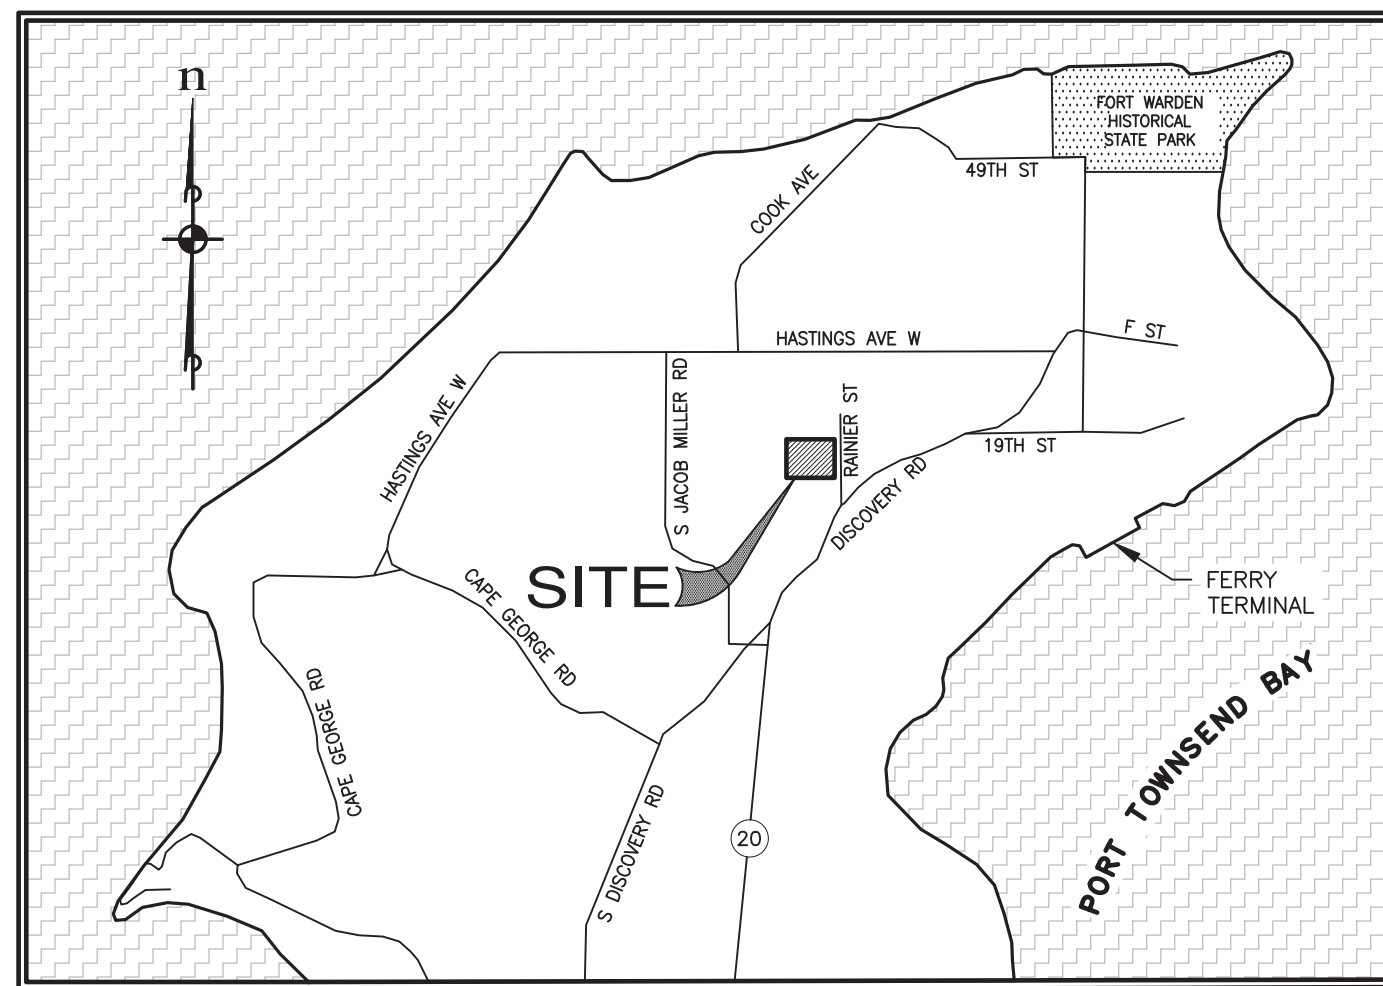 n
FORT WARDEN
HISTORICAL
STATE PARK
49TH ST
COOK AVE
F ST
HASTINGS AVE W
HASTINGS AVE W
S JACOB MILLER RD
RAINIER ST
19TH ST
DISCOVERY RD
SITE
CAPE GEORGE RD
FERRY
TERMINAL
CAPE GEORGE RD
PORT TOWNSEND BAY
S DISCOVERY RD
20